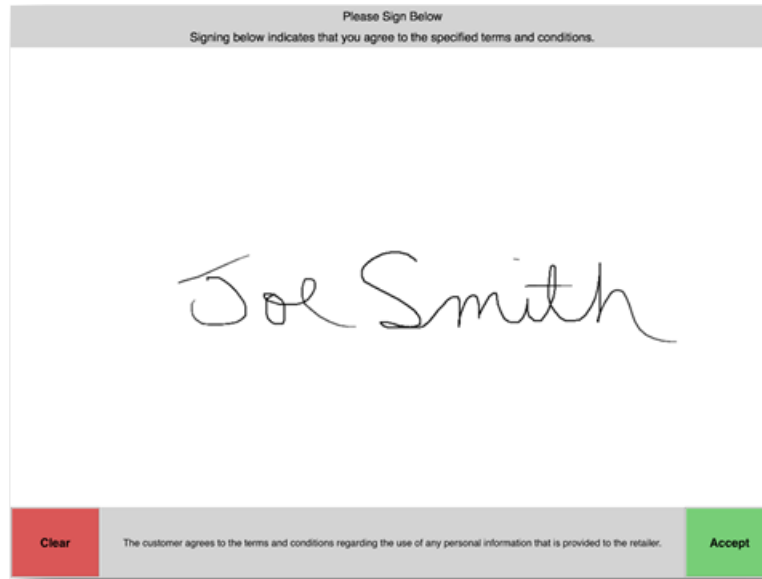 Please Sign Below
Signing below indicates that you agree to the specified terms and conditions.
Joe Smith
Clear
The customer agrees to the terms and conditions regarding the use of any personal information that is provided to the retailer.
Accept